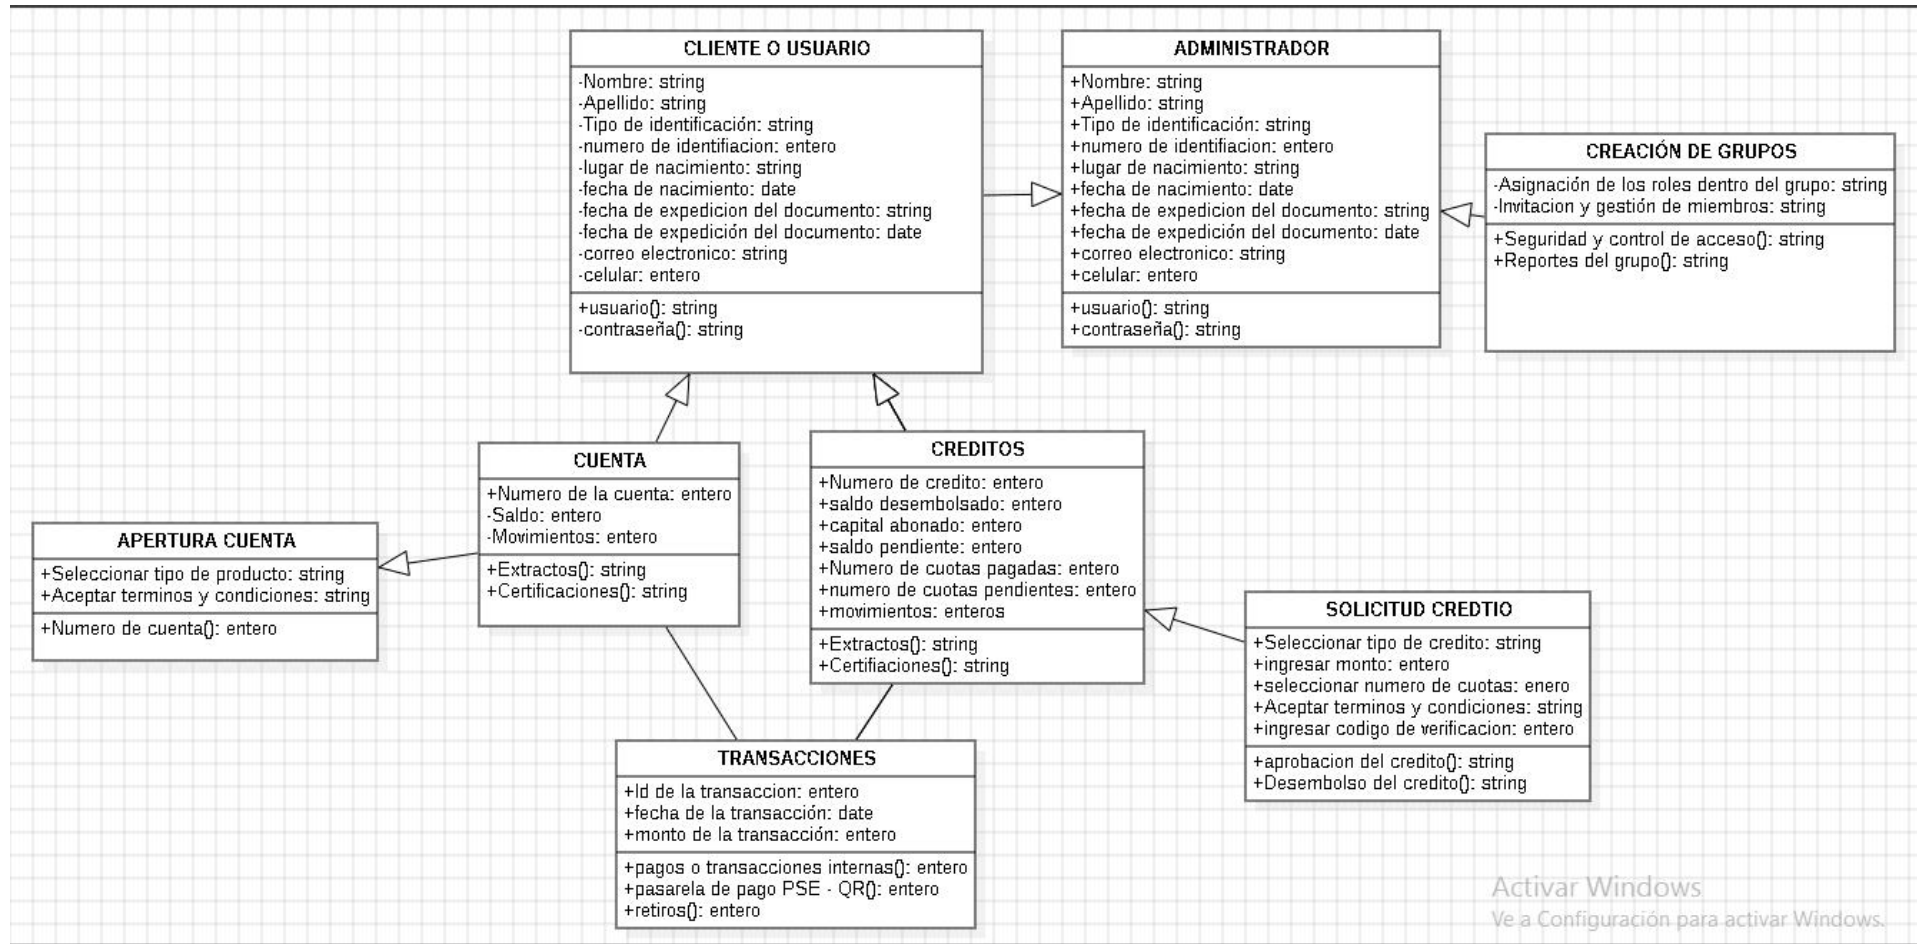 CLIENTE O USUARIO
-Nombre: string
-Apellido: string
-Tipo de identificación: string
-numero de identifiacion: entero
-lugar de nacimiento: string
-fecha de nacimiento: date
-fecha de expedicion del documento: string
-fecha de expedición del documento: date
-correo electronico: string
-celular: entero
+usuario(): string
-contraseña(): string
ADMINISTRADOR
+Nombre: string
+Apellido: string
+Tipo de identificación: string
+numero de identifiacion: entero
+lugar de nacimiento: string
+fecha de nacimiento: date
+fecha de expedicion del documento: string
+fecha de expedición del documento: date
+correo electronico: string
+celular: entero
+usuario(): string
+contraseña(): string
CREACIÓN DE GRUPOS
-Asignación de los roles dentro del grupo: string
-Invitacion y gestión de miembros: string
+Seguridad y control de acceso(): string
+Reportes del grupo(): string
CUENTA
+Numero de la cuenta: entero
-Saldo: entero
-Movimientos: entero
+Extractos(): string
+Certificaciones(): string
CREDITOS
+Numero de credito: entero
+saldo desembolsado: entero
+capital abonado: entero
+saldo pendiente: entero
+Numero de cuotas pagadas: entero
+numero de cuotas pendientes: entero
+movimientos: enteros
+Extractos(): string
+Certifiaciones(): string
APERTURA CUENTA
+Seleccionar tipo de producto: string
+Aceptar terminos y condiciones: string
+Numero de cuenta(): entero
SOLICITUD CREDTIO
+Seleccionar tipo de credito: string
+ingresar monto: entero
+seleccionar numero de cuotas: enero
+Aceptar terminos y condiciones: string
+ingresar codigo de verificacion: entero
+aprobacion del credito(): string
+Desembolso del credito(): string
TRANSACCIONES
+Id de la transaccion: entero
+fecha de la transacción: date
+monto de la transacción: entero
+pagos o transacciones internas(): entero
+pasarela de pago PSE - QR(): entero
+retiros(): entero
Activar Windows
Ve a Configuración para activar Windows.